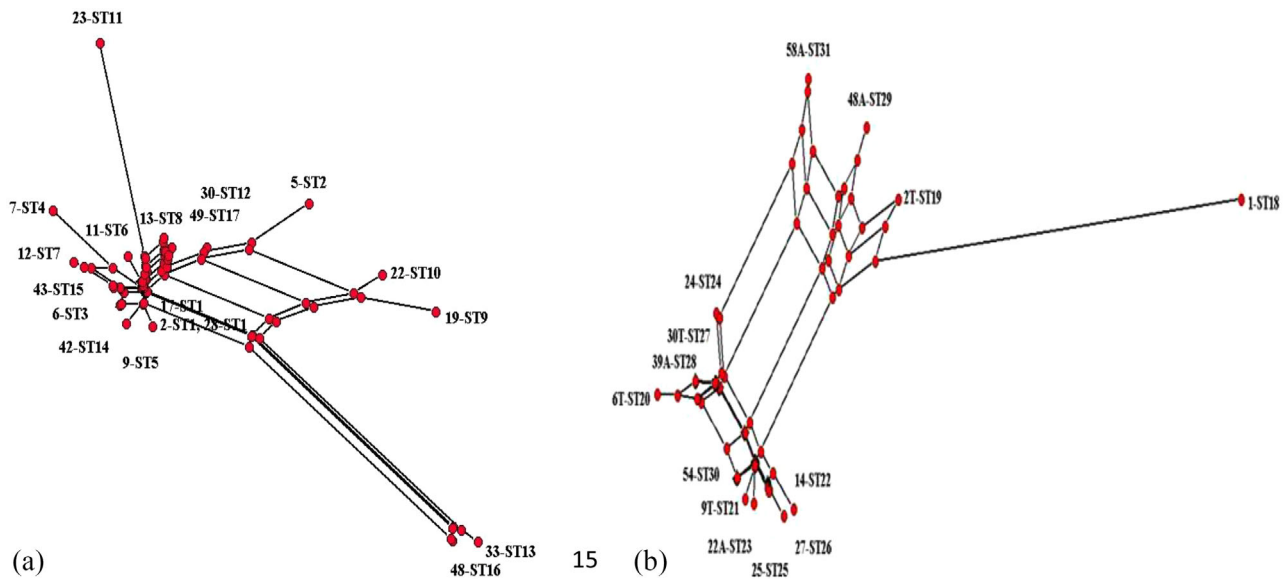 23-ST11
7-ST4
12-ST7
11-ST6
13-ST8
30-ST12
49-ST17
5-ST2
22-ST10
19-ST9
43-ST15
6-ST3
17-ST1
2-ST1, 28-ST1
42-ST14
9-ST5
33-ST13
48-ST16
(a)
15
58A-ST31
48A-ST29
2T-ST19
1-ST18
24-ST24
30T-ST27
39A-ST28
6T-ST20
54-ST30
14-ST22
9T-ST21
27-ST26
22A-ST23
25-ST25
(b)